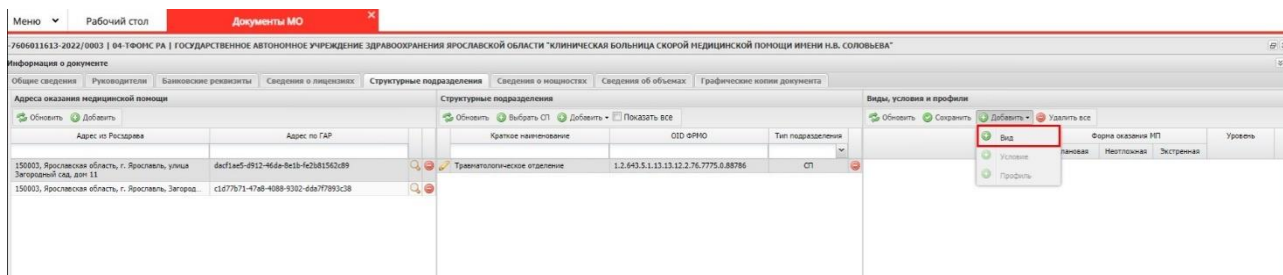 Меню Рабочий стол Документы МО
-7606011613-2022/0003 | 04-ТФОМС РА | ГОСУДАРСТВЕННОЕ АВТОНОМНОЕ УЧРЕЖДЕНИЕ ЗДРАВООХРАНЕНИЯ ЯРОСЛАВСКОЙ ОБЛАСТИ "КЛИНИЧЕСКАЯ БОЛЬНИЦА СКОРОЙ МЕДИЦИНСКОЙ ПОМОЩИ ИМЕНИ Н.В. СОЛОВЬЕВА"
Информация о документе
Общие сведения Руководители Банковские реквизиты Сведения о лицензиях Структурные подразделения Сведения о мощностях Сведения об объемах Графические копии документа
Адреса оказания медицинской помощи Структурные подразделения Виды, условия и профили
Обновить Добавить Обновить Выбрать СП Добавить Показать все Обновить Сохранить Добавить Удалить все
Адрес из Росздрава Адрес по ГАР Краткое наименование OID ФРМО Тип подразделения Вид Форма оказания МП Уровень
Условие плановая Неотложная Экстренная
Профиль
150003, Ярославская область, г. Ярославль, улица Загородный сад, дом 11 dacf1ae5-d912-46da-8e1b-fe2b81562c89 Травматологическое отделение 1.2.643.5.1.13.13.12.2.76.7775.0.88786 СП
150003, Ярославская область, г. Ярославль, Загород... c1d77b71-47a8-4088-9302-dda7f7893c38